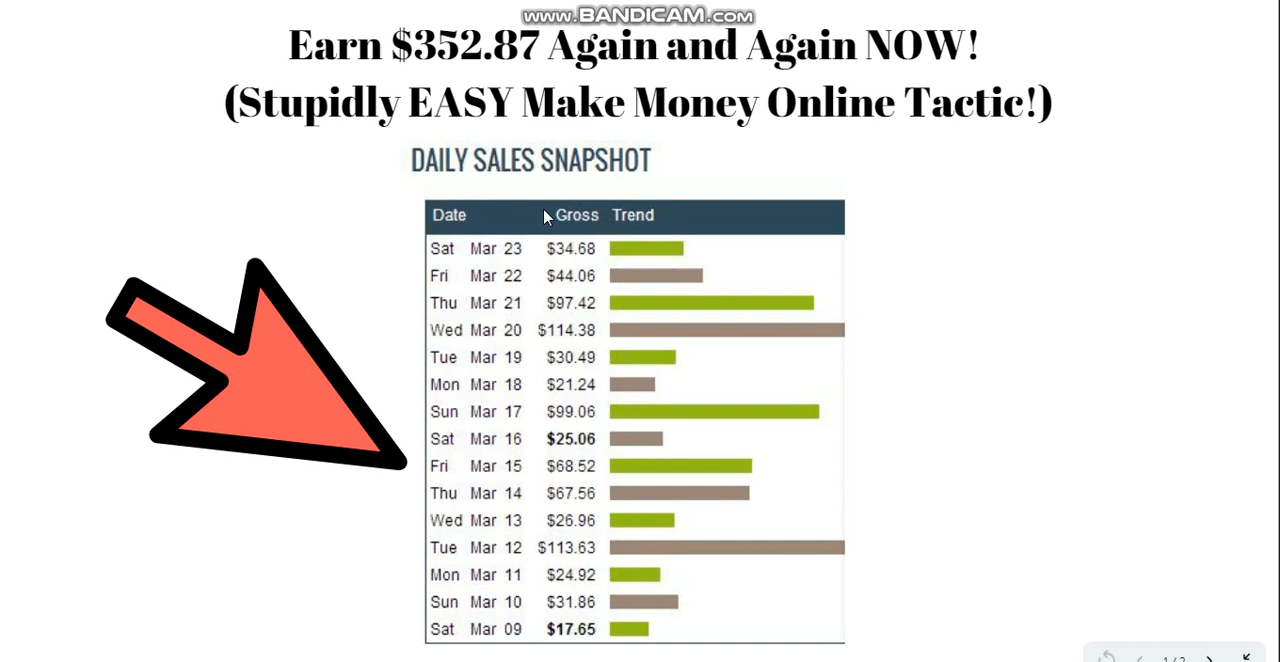 www.BANDICAM.com
Earn $352.87 Again and Again NOW!
(Stupidly EASY Make Money Online Tactic!)
DAILY SALES SNAPSHOT
Date Gross Trend
Sat Mar 23 $34.68
Fri Mar 22 $44.06
Thu Mar 21 $97.42
Wed Mar 20 $114.38
Tue Mar 19 $30.49
Mon Mar 18 $21.24
Sun Mar 17 $99.06
Sat Mar 16 $25.06
Fri Mar 15 $68.52
Thu Mar 14 $67.56
Wed Mar 13 $26.96
Tue Mar 12 $113.63
Mon Mar 11 $24.92
Sun Mar 10 $31.86
Sat Mar 09 $17.65
1 / 2